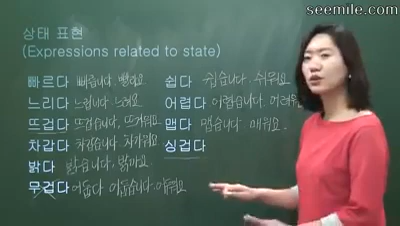 seemile.com
상태 표현
(Expressions related to state)
빠르다 빠릅니다. 빨라요
느리다 느립니다. 느려요
뜨겁다 뜨겁습니다. 뜨거워요
차갑다 차갑습니다. 차가워요
밝다 밝습니다. 밝아요
무겁다 어둡다 어둡습니다. 어두워요
쉽다 쉽습니다. 쉬워요
어렵다 어렵습니다. 어려워요
맵다 맵습니다. 매워요.
싱겁다